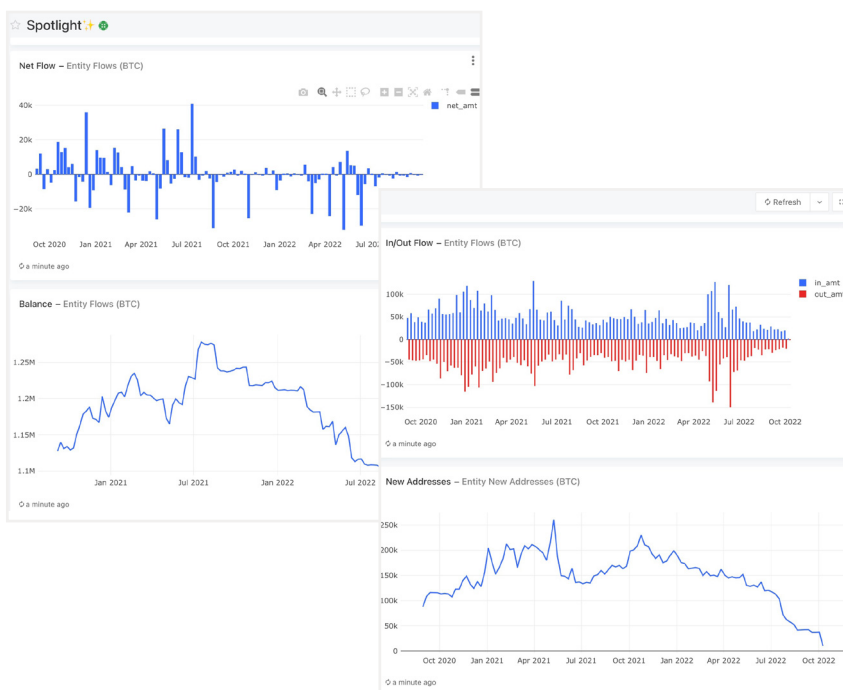 Spotlight✨
Net Flow – Entity Flows (BTC)
net_amt
40k
20k
0
−20k
Oct 2020 Jan 2021 Apr 2021 Jul 2021 Oct 2021 Jan 2022 Apr 2022
a minute ago
Balance – Entity Flows (BTC)
1.25M
1.2M
1.15M
1.1M
Jan 2021 Jul 2021 Jan 2022 Jul 2022
a minute ago
Refresh
In/Out Flow – Entity Flows (BTC)
in_amt
out_amt
100k
50k
0
−50k
−100k
−150k
Oct 2020 Jan 2021 Apr 2021 Jul 2021 Oct 2021 Jan 2022 Apr 2022 Jul 2022 Oct 2022
a minute ago
New Addresses – Entity New Addresses (BTC)
250k
200k
150k
100k
50k
0
Oct 2020 Jan 2021 Apr 2021 Jul 2021 Oct 2021 Jan 2022 Apr 2022 Jul 2022 Oct 2022
a minute ago